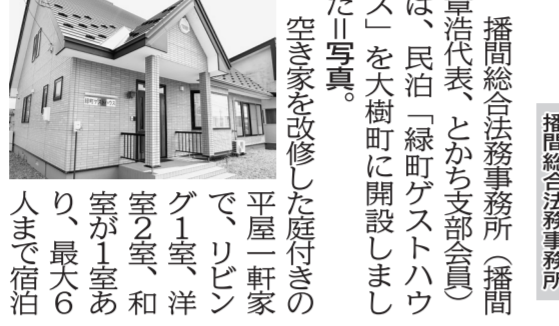 播間総合法務事務所
播間総合法務事務所(播間
章浩代表、とかち支部会員)
は、民泊「緑町ゲストハウ
ス」を大樹町に開設しまし
た=写真。
空き家を改修した庭付きの
平屋一軒家
で、リビン
グ1室、洋
室2室、和
室が1室あ
り、最大6
人まで宿泊